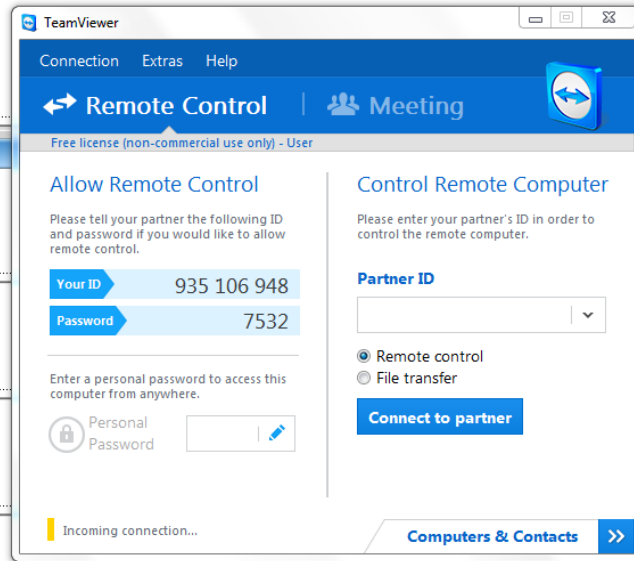 TeamViewer
Connection Extras Help
Remote Control Meeting
Free license (non-commercial use only) - User
Allow Remote Control
Please tell your partner the following ID
and password if you would like to allow
remote control.
Your ID 935 106 948
Password 7532
Enter a personal password to access this
computer from anywhere.
Personal
Password
Incoming connection...
Control Remote Computer
Please enter your partner's ID in order to
control the remote computer.
Partner ID
Remote control
File transfer
Connect to partner
Computers & Contacts